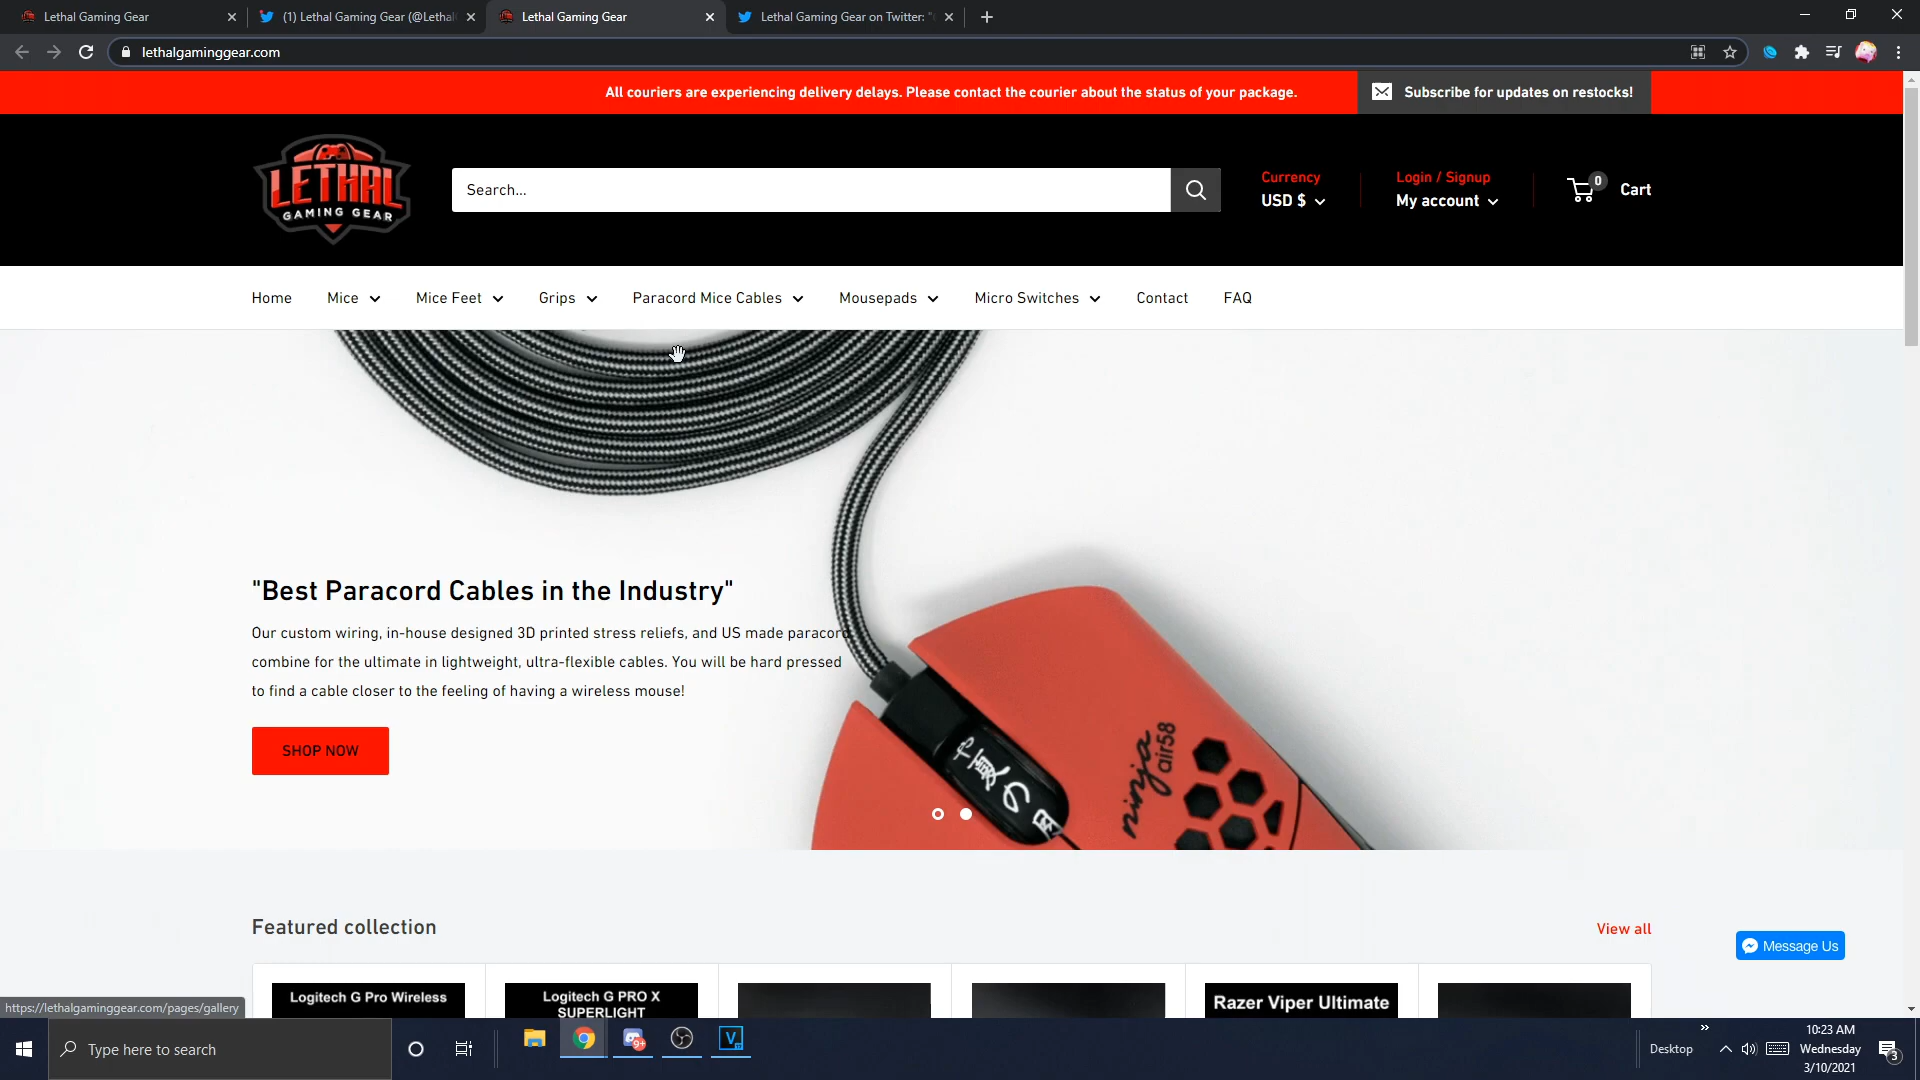 Lethal Gaming Gear
(1) Lethal Gaming Gear (@Lethal
Lethal Gaming Gear
Lethal Gaming Gear on Twitter: "
lethalgaminggear.com
All couriers are experiencing delivery delays. Please contact the courier about the status of your package.
Subscribe for updates on restocks!
LETHAL
GAMING GEAR
Search...
Currency
USD $
Login / Signup
My account
0
Cart
Home
Mice
Mice Feet
Grips
Paracord Mice Cables
Mousepads
Micro Switches
Contact
FAQ
"Best Paracord Cables in the Industry"
Our custom wiring, in-house designed 3D printed stress reliefs, and US made paracord
combine for the ultimate in lightweight, ultra-flexible cables. You will be hard pressed
to find a cable closer to the feeling of having a wireless mouse!
SHOP NOW
ninja
air58
Featured collection
View all
Message Us
Logitech G Pro Wireless
Logitech G PRO X
SUPERLIGHT
Razer Viper Ultimate
https://lethalgaminggear.com/pages/gallery
Type here to search
9+
V
Desktop
10:23 AM
Wednesday
3/10/2021
3